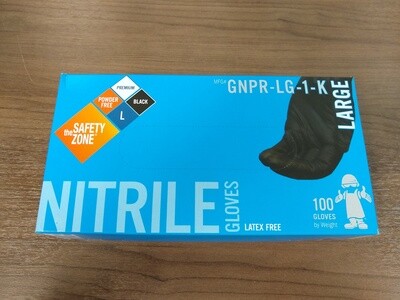 PREMIUM
POWDER
FREE
BLACK
L
the SAFETY
ZONE
MFG# GNPR-LG-1-K
LARGE
NITRILE
GLOVES
LATEX FREE
100
GLOVES
by Weight